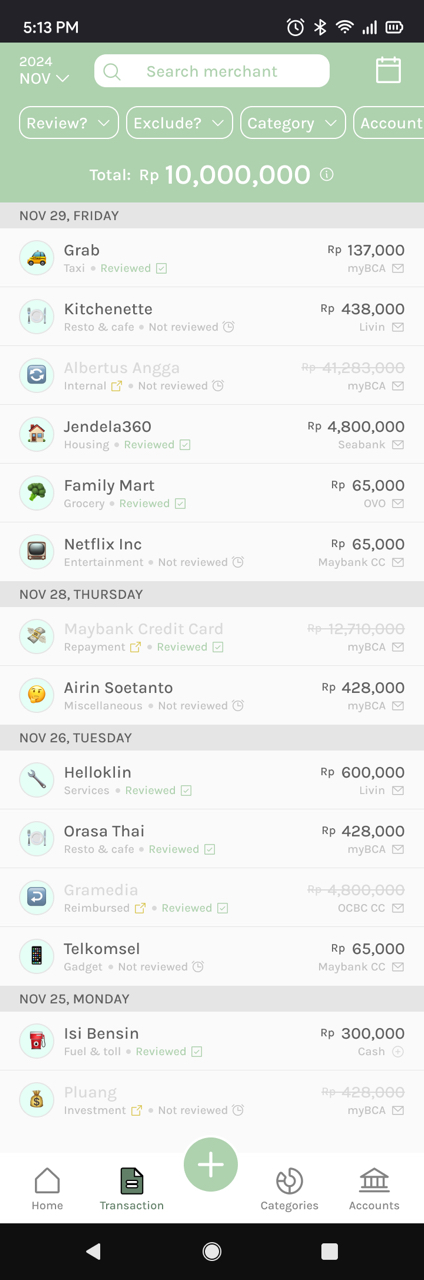 5:13 PM
2024
NOV
Search merchant
Review?
Exclude?
Category
Account
Total: Rp 10,000,000
NOV 29, FRIDAY
Grab
Rp 137,000
Taxi • Reviewed
myBCA
Kitchenette
Rp 438,000
Resto & cafe • Not reviewed
Livin
Albertus Angga
Rp 41,283,000
Internal • Not reviewed
myBCA
Jendela360
Rp 4,800,000
Housing • Reviewed
Seabank
Family Mart
Rp 65,000
Grocery • Reviewed
OVO
Netflix Inc
Rp 65,000
Entertainment • Not reviewed
Maybank CC
NOV 28, THURSDAY
Maybank Credit Card
Rp 12,710,000
Repayment • Reviewed
myBCA
Airin Soetanto
Rp 428,000
Miscellaneous • Not reviewed
myBCA
NOV 26, TUESDAY
Helloklin
Rp 600,000
Services • Reviewed
Livin
Orasa Thai
Rp 428,000
Resto & cafe • Reviewed
myBCA
Gramedia
Rp 4,800,000
Reimbursed • Reviewed
OCBC CC
Telkomsel
Rp 65,000
Gadget • Not reviewed
Maybank CC
NOV 25, MONDAY
Isi Bensin
Rp 300,000
Fuel & toll • Reviewed
Cash
Pluang
Rp 428,000
Investment • Not reviewed
myBCA
Home
Transaction
Categories
Accounts